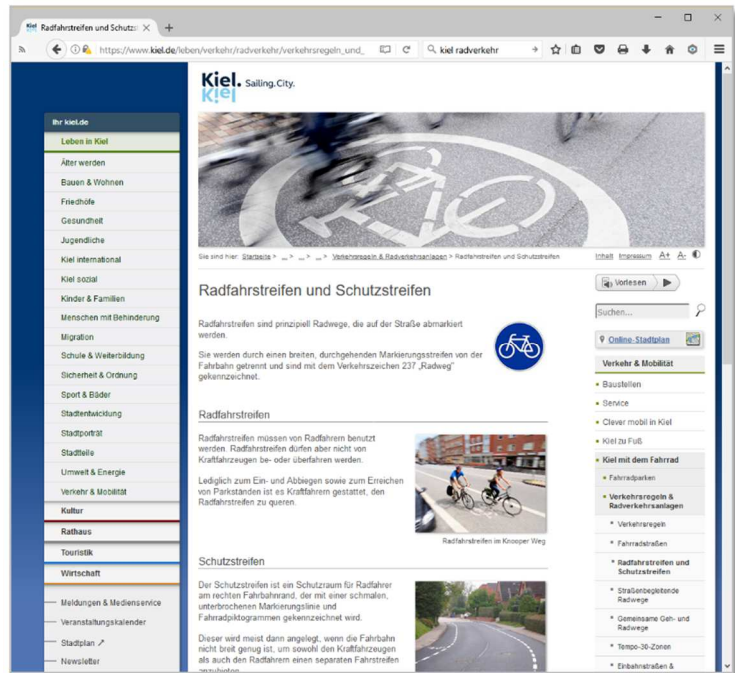 Radfahrstreifen und Schutzst
https://www.kiel.de/leben/verkehr/radverkehr/verkehrsregeln_und_
kiel radverkehr
Kiel. Sailing.City.
Kiel
Ihr kiel.de
Leben in Kiel
Älter werden
Bauen & Wohnen
Friedhöfe
Gesundheit
Jugendliche
Kiel international
Kiel sozial
Kinder & Familien
Menschen mit Behinderung
Migration
Schule & Weiterbildung
Sicherheit & Ordnung
Sport & Bäder
Stadtentwicklung
Stadtporträt
Stadtteile
Umwelt & Energie
Verkehr & Mobilität
Kultur
Rathaus
Touristik
Wirtschaft
Meldungen & Medienservice
Veranstaltungskalender
Stadtplan ↗
Newsletter
Sie sind hier: Startseite > ... > ... > ... > Verkehrsregeln & Radverkehrsanlagen > Radfahrstreifen und Schutzstreifen
Radfahrstreifen und Schutzstreifen
Radfahrstreifen sind prinzipiell Radwege, die auf der Straße abmarkiert
werden.
Sie werden durch einen breiten, durchgehenden Markierungsstreifen von der
Fahrbahn getrennt und sind mit dem Verkehrszeichen 237 „Radweg"
gekennzeichnet.
Radfahrstreifen
Radfahrstreifen müssen von Radfahrern benutzt
werden. Radfahrstreifen dürfen aber nicht von
Kraftfahrzeugen be- oder überfahren werden.
Lediglich zum Ein- und Abbiegen sowie zum Erreichen
von Parkständen ist es Kraftfahrern gestattet, den
Radfahrstreifen zu queren.
Radfahrstreifen im Knooper Weg
Schutzstreifen
Der Schutzstreifen ist ein Schutzraum für Radfahrer
am rechten Fahrbahnrand, der mit einer schmalen,
unterbrochenen Markierungslinie und
Fahrradpiktogrammen gekennzeichnet wird.
Dieser wird meist dann angelegt, wenn die Fahrbahn
nicht breit genug ist, um sowohl den Kraftfahrzeugen
als auch den Radfahrern einen separaten Fahrstreifen
anzubieten.
Inhalt Impressum A+ A-
Vorlesen
Suchen...
Online-Stadtplan
Verkehr & Mobilität
Baustellen
Service
Clever mobil in Kiel
Kiel zu Fuß
Kiel mit dem Fahrrad
Fahrradparken
Verkehrsregeln &
Radverkehrsanlagen
Verkehrsregeln
Fahrradstraßen
Radfahrstreifen und
Schutzstreifen
Straßenbegleitende
Radwege
Gemeinsame Geh- und
Radwege
Tempo-30-Zonen
Einbahnstraßen &